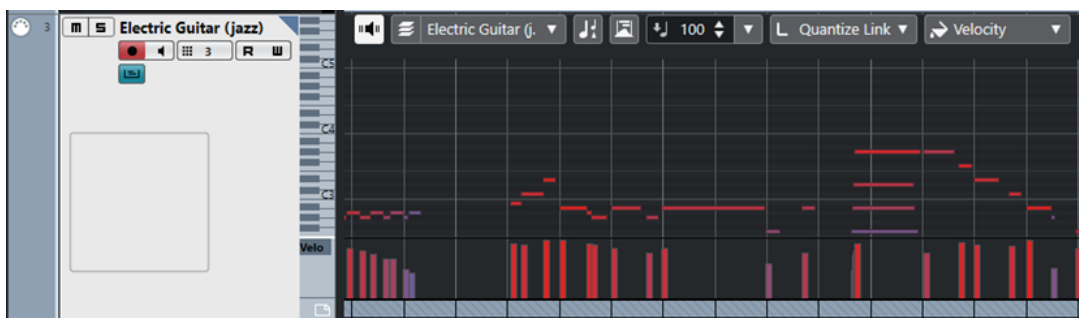 3 m S Electric Guitar (jazz)
3 R W
Electric Guitar (j. 100 L Quantize Link Velocity
C5
C4
C3
Velo